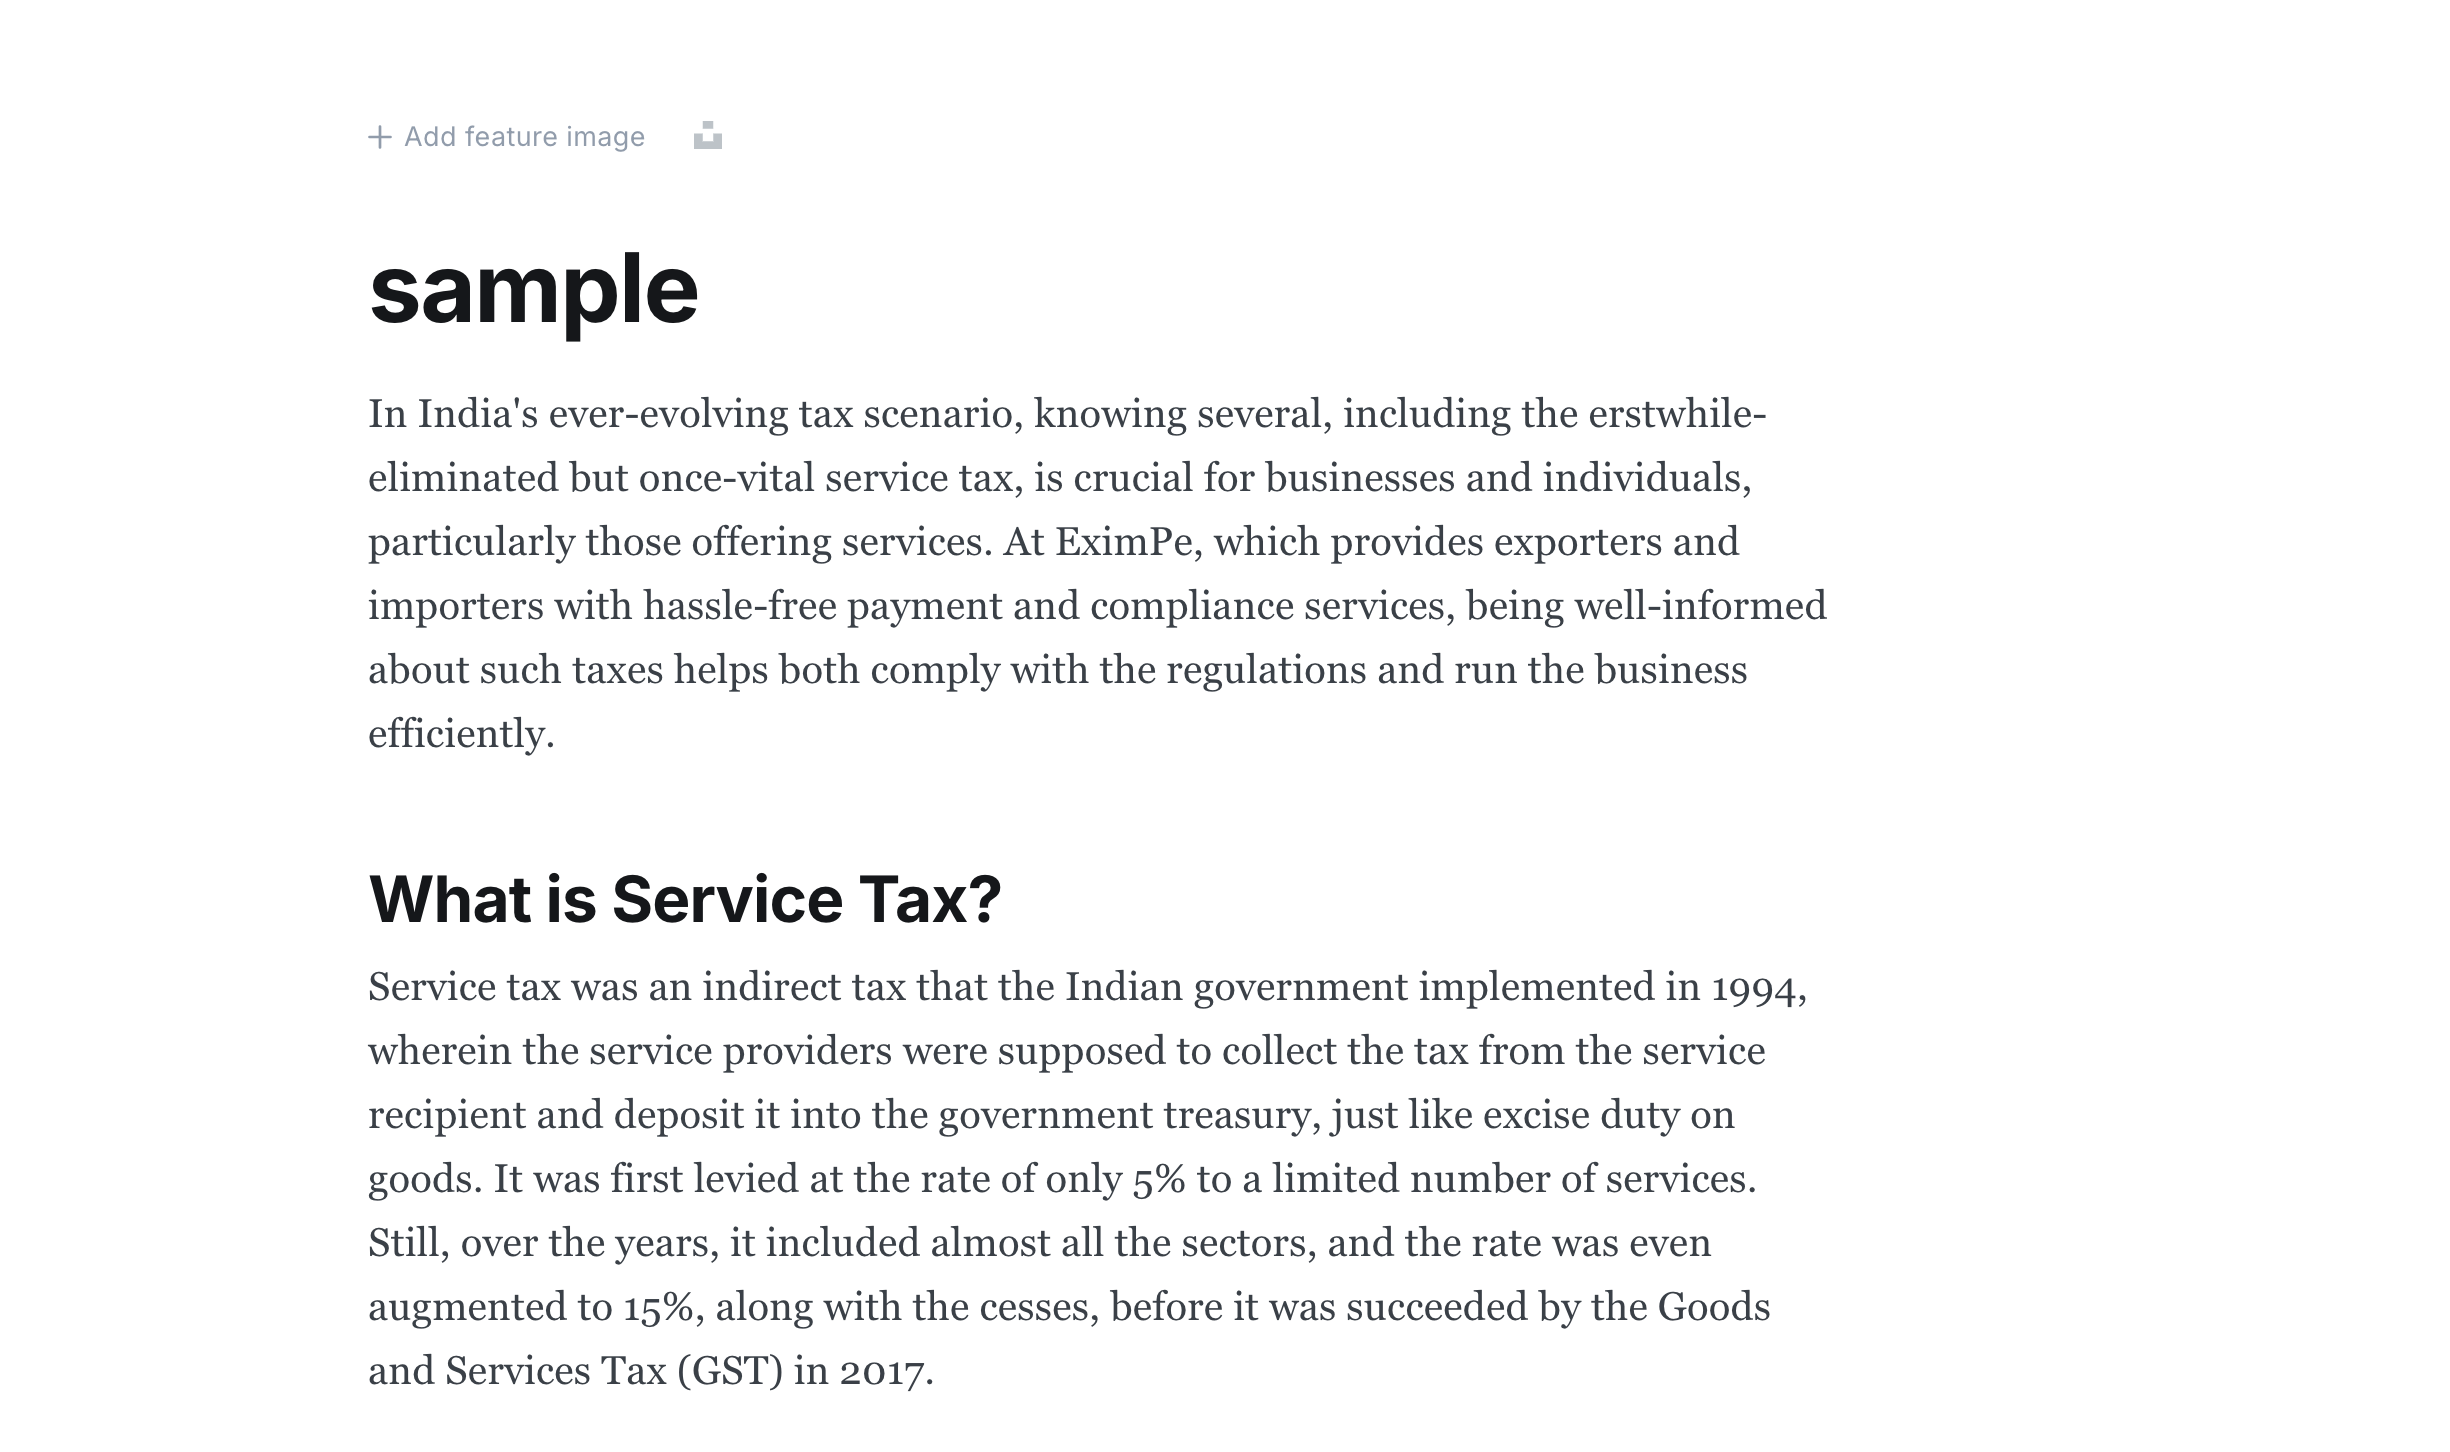 Add feature image
sample
In India's ever-evolving tax scenario, knowing several, including the erstwhile-
eliminated but once-vital service tax, is crucial for businesses and individuals,
particularly those offering services. At EximPe, which provides exporters and
importers with hassle-free payment and compliance services, being well-informed
about such taxes helps both comply with the regulations and run the business
efficiently.
What is Service Tax?
Service tax was an indirect tax that the Indian government implemented in 1994,
wherein the service providers were supposed to collect the tax from the service
recipient and deposit it into the government treasury, just like excise duty on
goods. It was first levied at the rate of only 5% to a limited number of services.
Still, over the years, it included almost all the sectors, and the rate was even
augmented to 15%, along with the cesses, before it was succeeded by the Goods
and Services Tax (GST) in 2017.